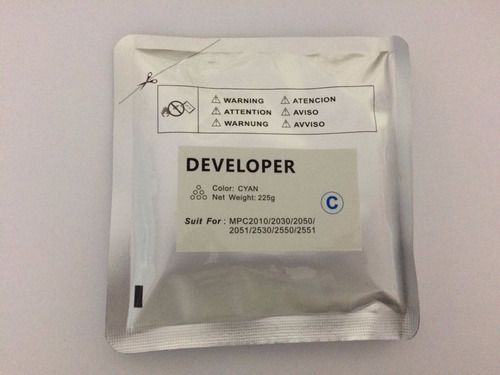 ⚠ WARNING ⚠ ATENCION
⚠ ATTENTION ⚠ AVISO
⚠ WARNUNG ⚠ AVVISO
DEVELOPER
Color: CYAN
Net Weight: 225g
C
Suit For : MPC2010/2030/2050/
2051/2530/2550/2551